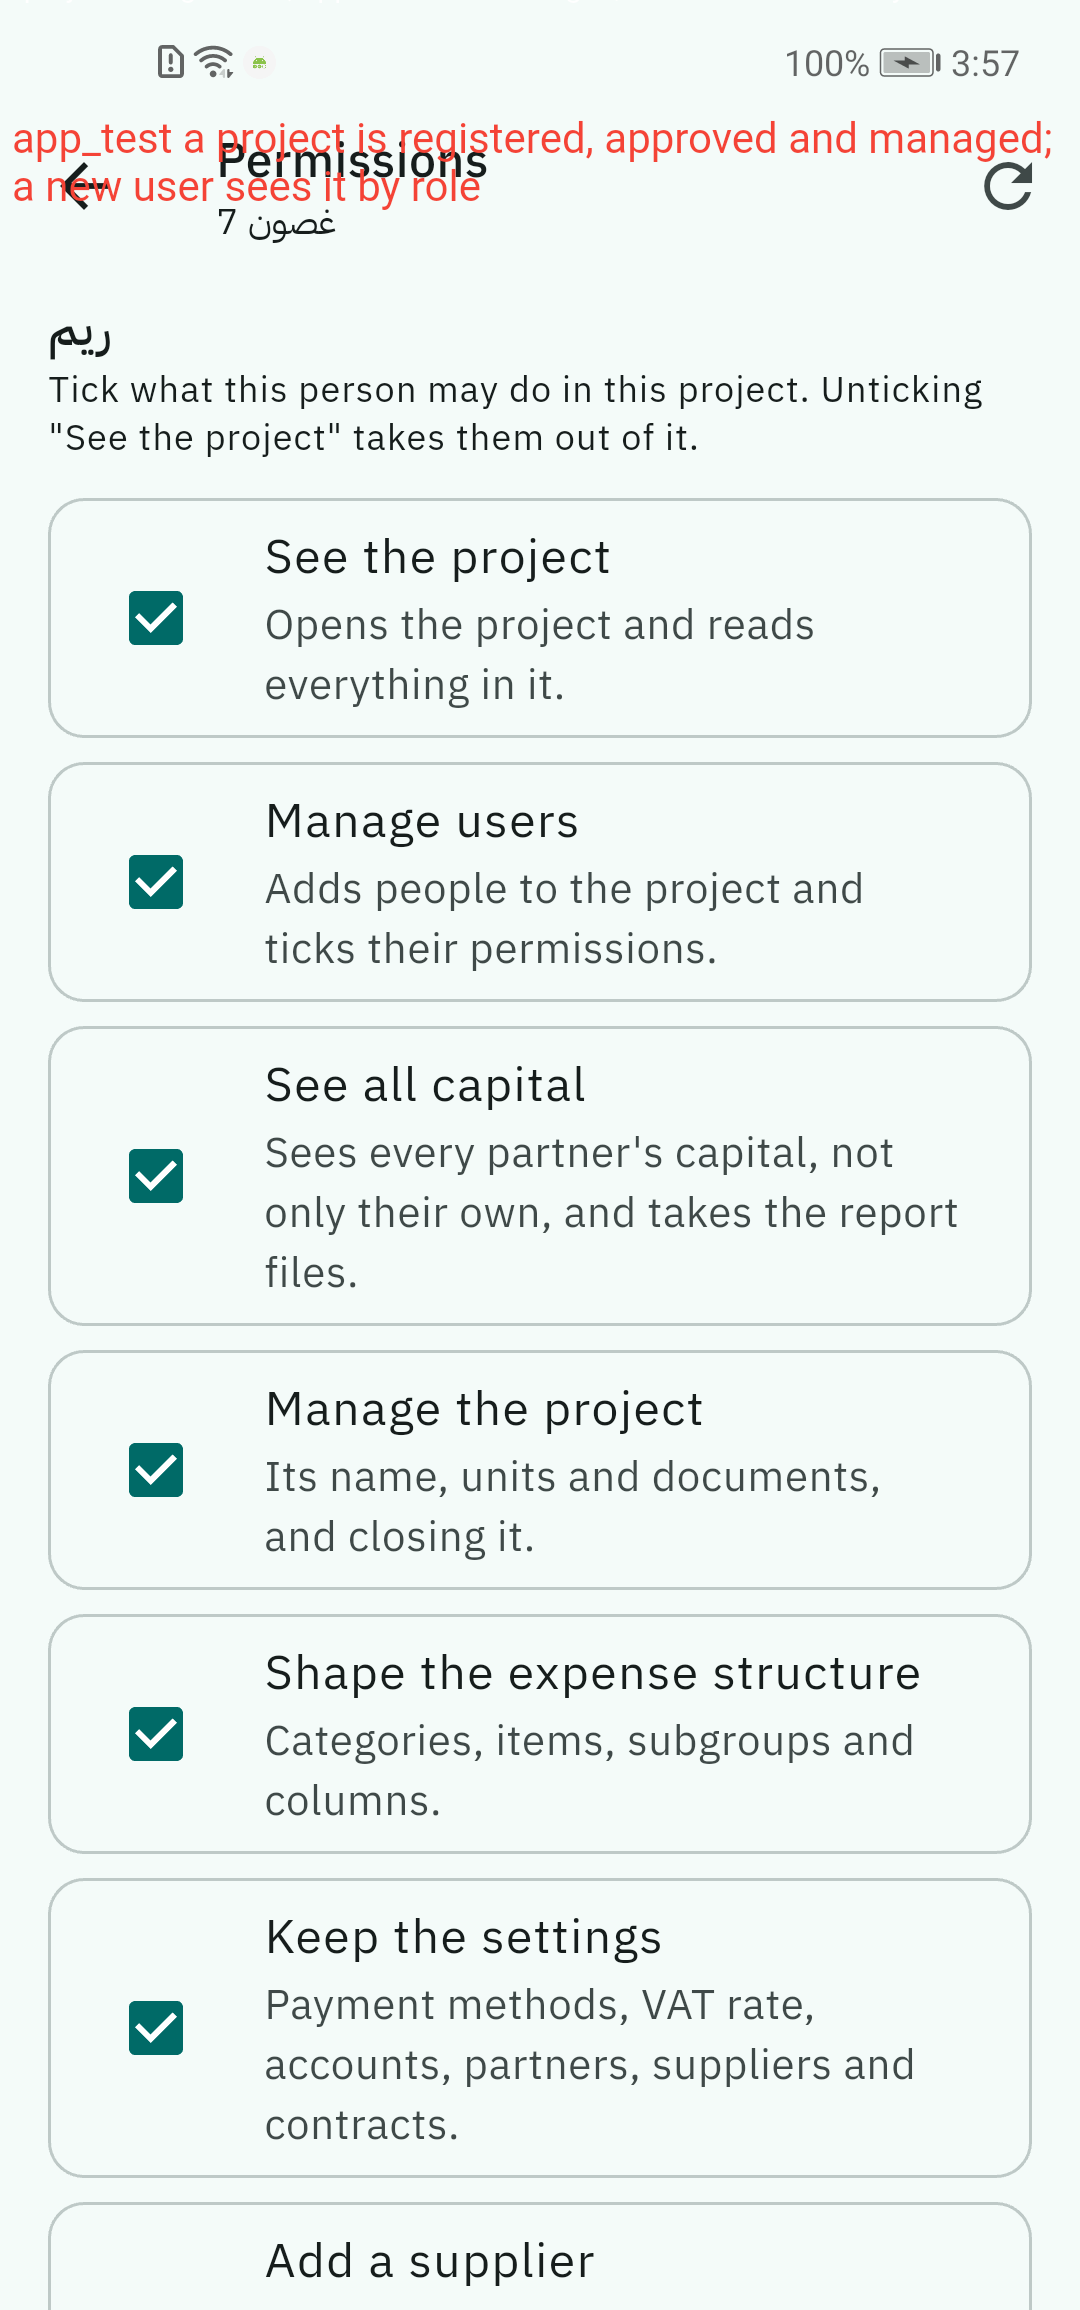 100% 3:57
app_test a project is registered, approved and managed;
a new user sees it by role
Permissions
غصون 7
ريم
Tick what this person may do in this project. Unticking
"See the project" takes them out of it.
See the project
Opens the project and reads
everything in it.
Manage users
Adds people to the project and
ticks their permissions.
See all capital
Sees every partner's capital, not
only their own, and takes the report
files.
Manage the project
Its name, units and documents,
and closing it.
Shape the expense structure
Categories, items, subgroups and
columns.
Keep the settings
Payment methods, VAT rate,
accounts, partners, suppliers and
contracts.
Add a supplier